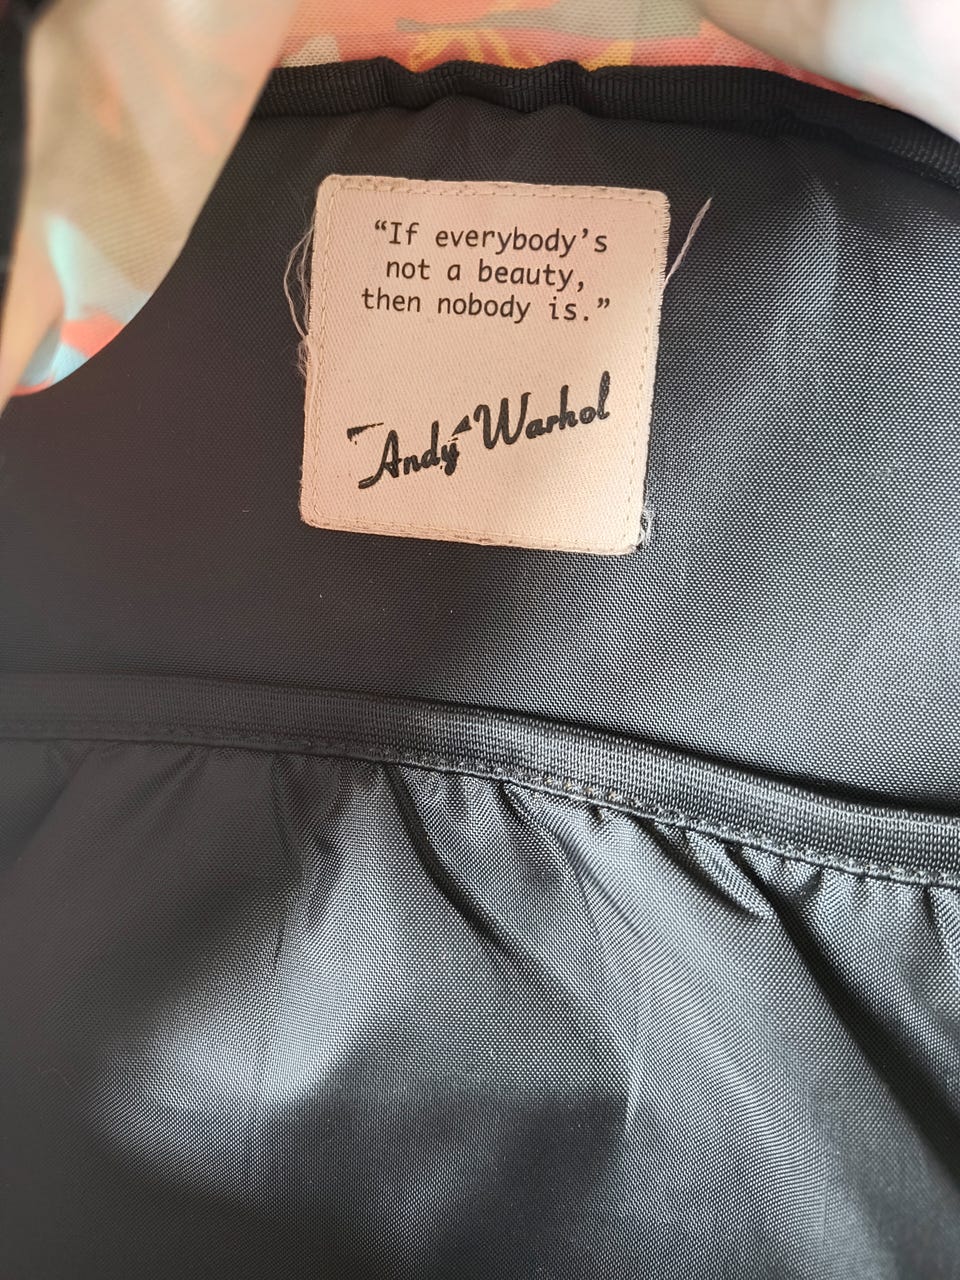 “If everybody’s
not a beauty,
then nobody is.”
Andy Warhol